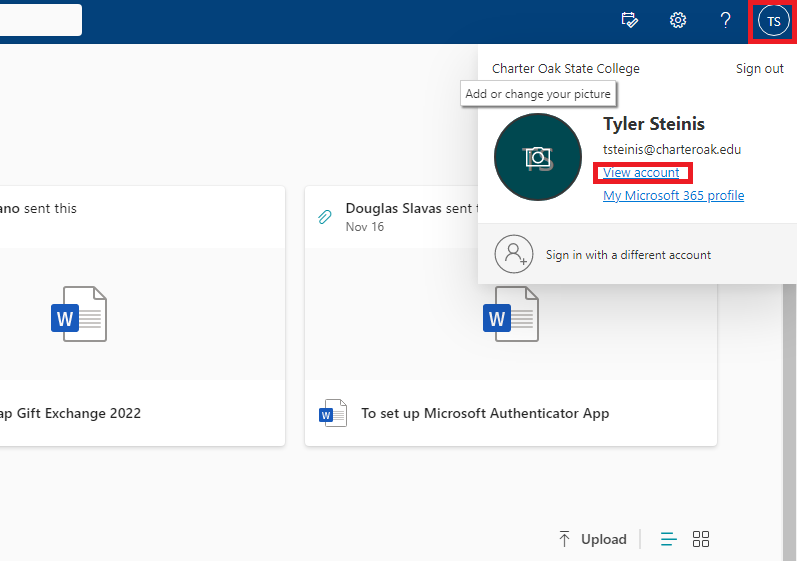 ?
TS
Charter Oak State College
Sign out
Add or change your picture
TS
Tyler Steinis
tsteinis@charteroak.edu
View account
My Microsoft 365 profile
Sign in with a different account
ano sent this
Douglas Slavas sent t
Nov 16
W
W
ap Gift Exchange 2022
W
To set up Microsoft Authenticator App
Upload